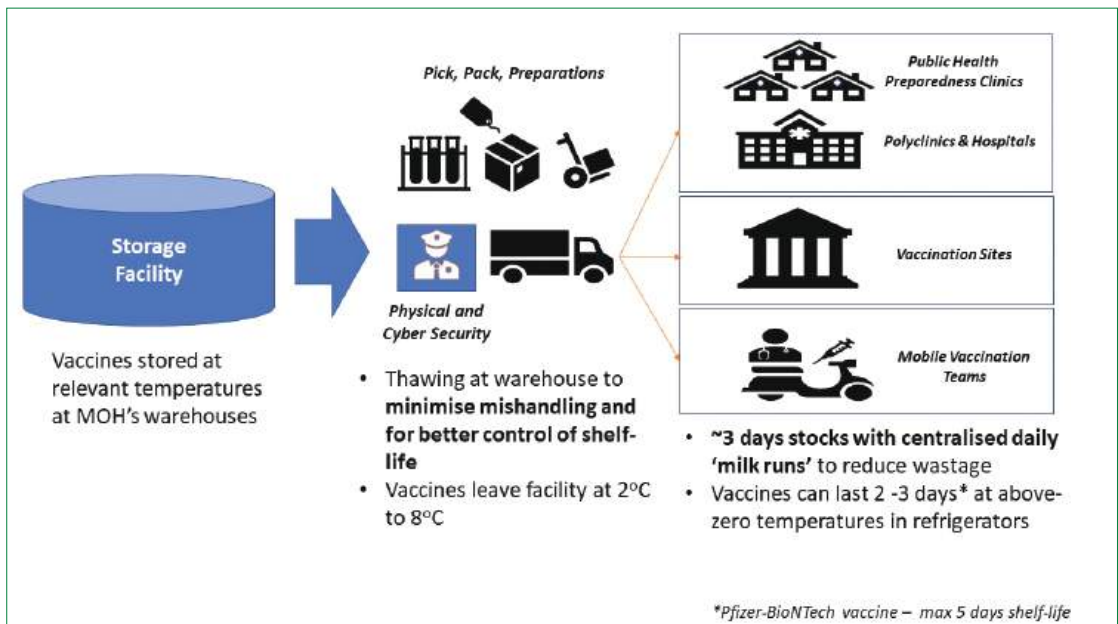 Storage
Facility
Vaccines stored at
relevant temperatures
at MOH's warehouses
Pick, Pack, Preparations
Physical and
Cyber Security
• Thawing at warehouse to
minimise mishandling and
for better control of shelf-
life
• Vaccines leave facility at 2°C
to 8°C
Public Health
Preparedness Clinics
Polyclinics & Hospitals
Vaccination Sites
Mobile Vaccination
Teams
• ~3 days stocks with centralised daily
'milk runs' to reduce wastage
• Vaccines can last 2 -3 days* at above-
zero temperatures in refrigerators
*Pfizer-BioNTech vaccine – max 5 days shelf-life